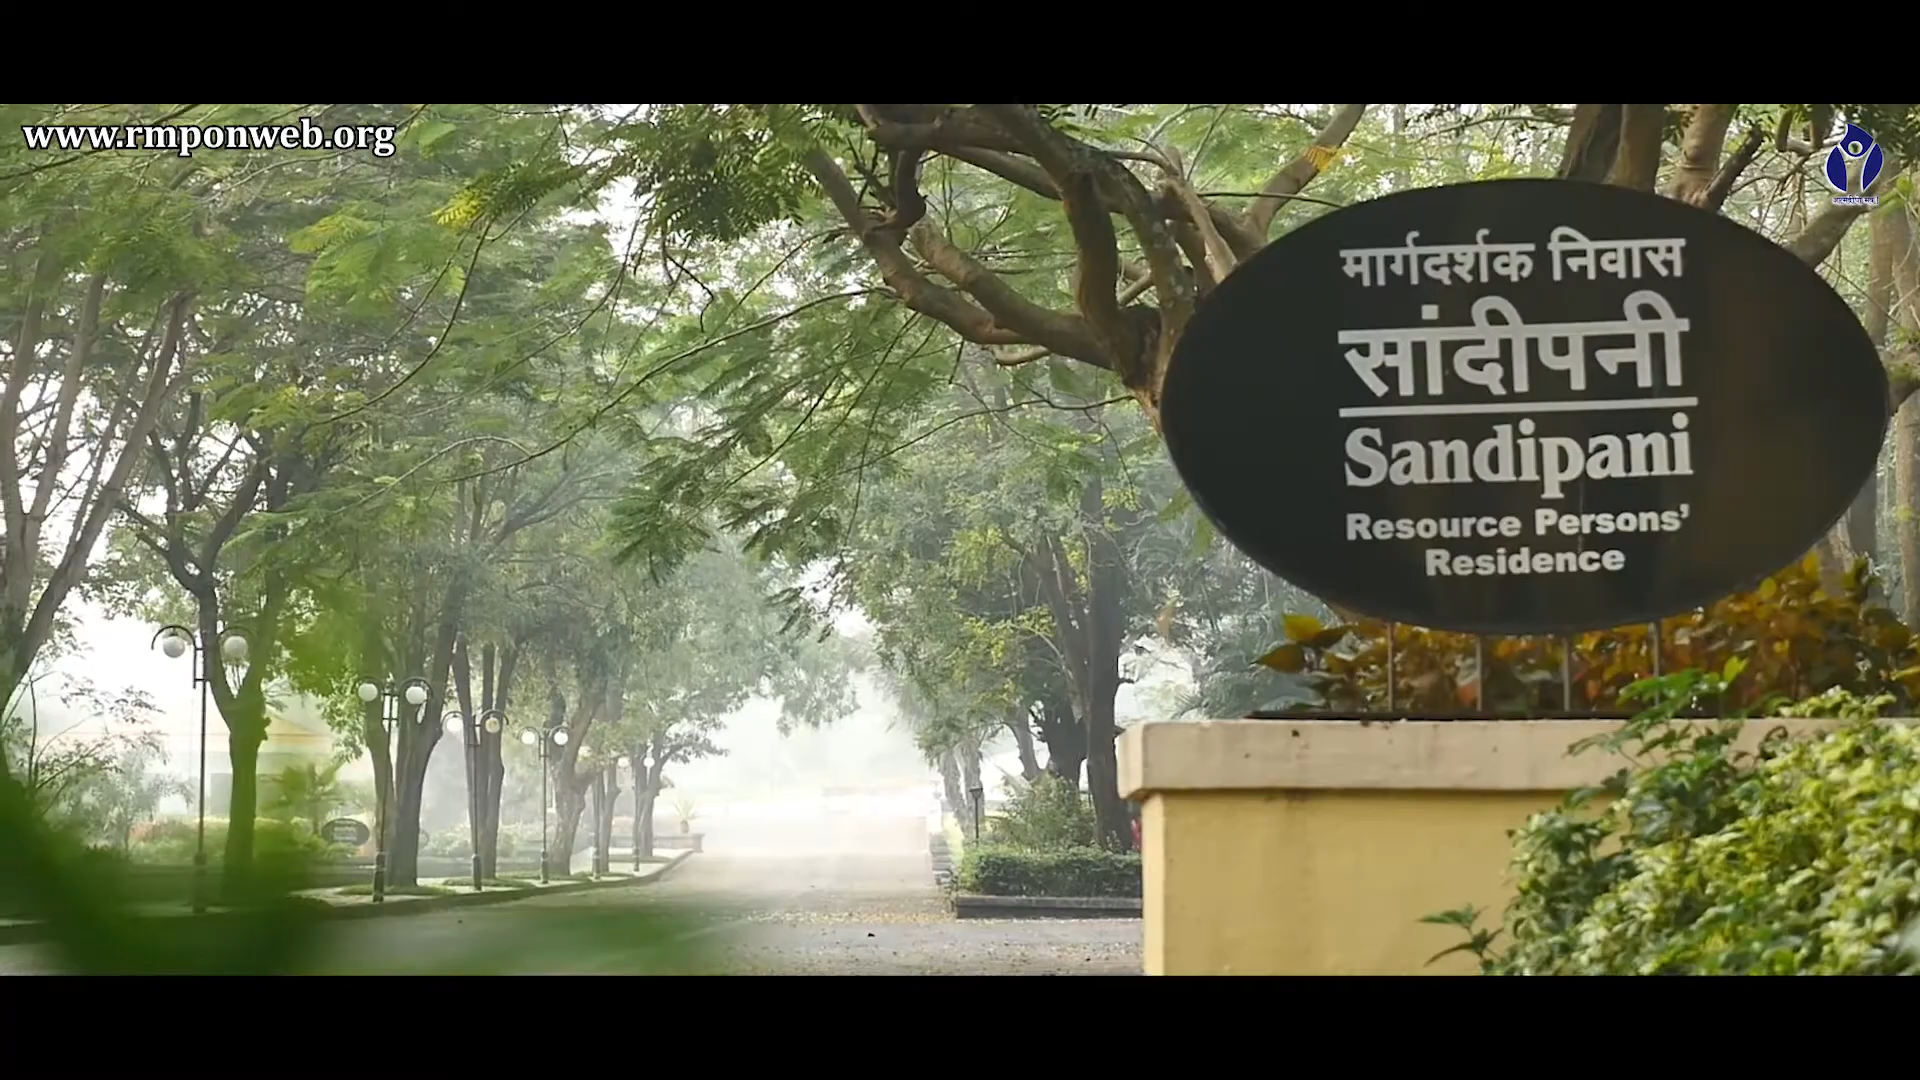 www.rmponweb.org
मार्गदर्शक निवास
सांदीपनी
Sandipani
Resource Persons’
Residence